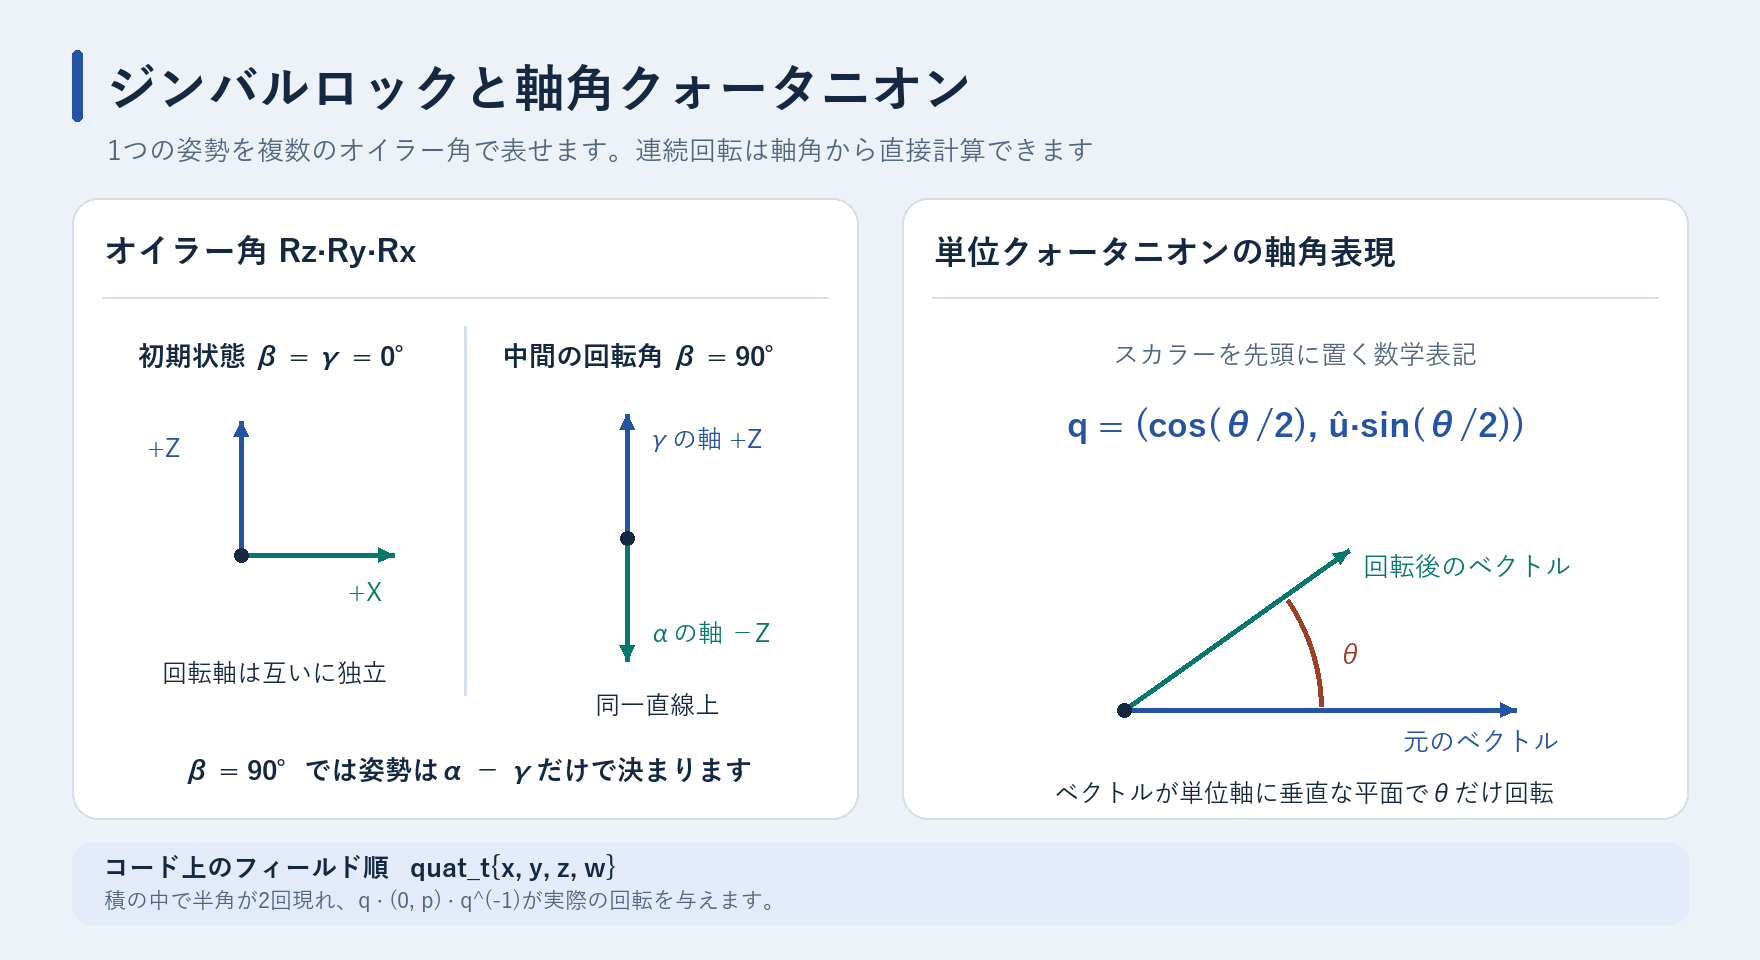 ジンバルロックと軸角クォータニオン
1つの姿勢を複数のオイラー角で表せます。連続回転は軸角から直接計算できます
オイラー角 Rz·Ry·Rx
初期状態 β = γ = 0°
+Z
+X
回転軸は互いに独立
中間の回転角 β = 90°
γ の軸 +Z
α の軸 −Z
同一直線上
β = 90° では姿勢は α − γ だけで決まります
単位クォータニオンの軸角表現
スカラーを先頭に置く数学表記
q = (cos(θ/2), û·sin(θ/2))
回転後のベクトル
θ
元のベクトル
ベクトルが単位軸に垂直な平面で θ だけ回転
コード上のフィールド順 quat_t{x, y, z, w}
積の中で半角が2回現れ、q · (0, p) · q^(-1)が実際の回転を与えます。